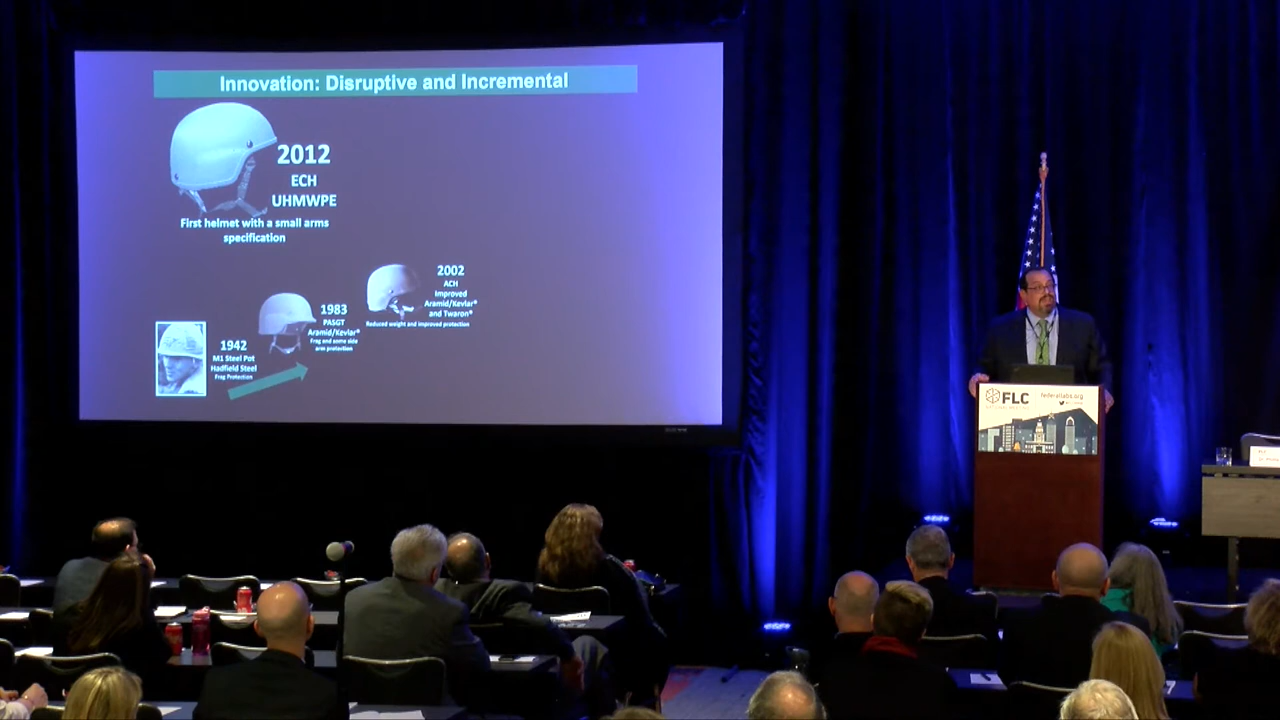 Innovation: Disruptive and Incremental
2012
ECH
UHMWPE
First helmet with a small arms
specification
2002
ACH
Improved
Aramid/Kevlar®
and Twaron®
Reduced weight and improved protection
1983
PASGT
Aramid/Kevlar®
Frag and some side
arm protection
1942
M1 Steel Pot
Hadfield Steel
Frag Protection
FLC
federallabs.org